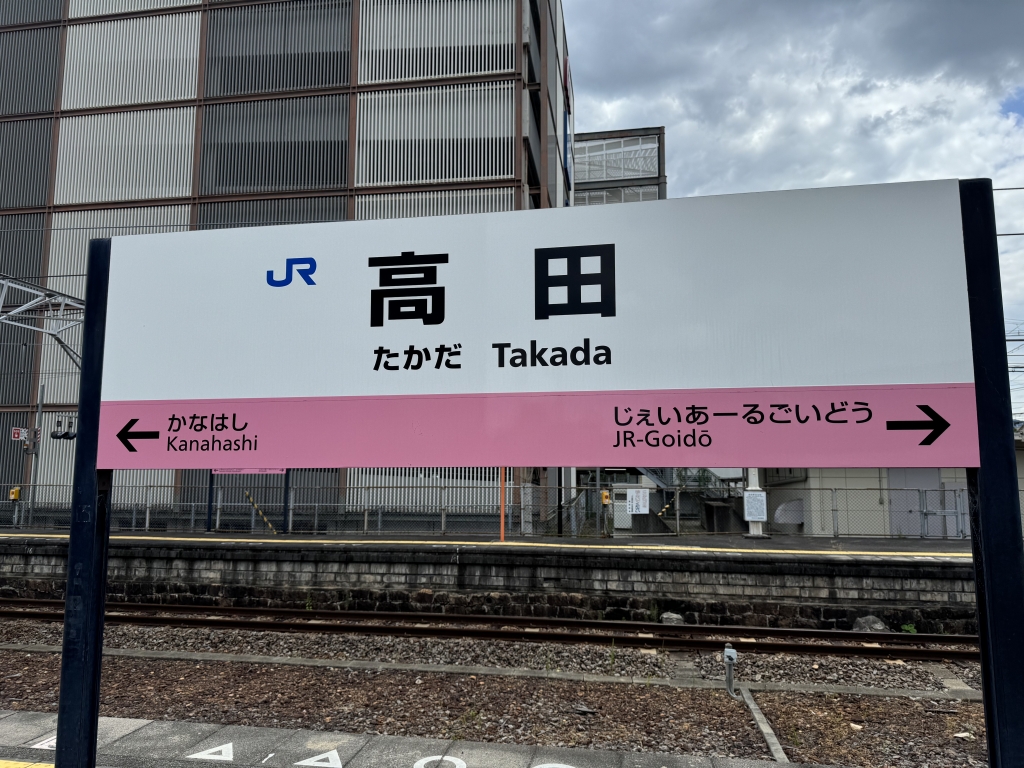 JR 高田
たかだ Takada
かなはし
Kanahashi
じぇいあーるごいどう
JR-Goidō